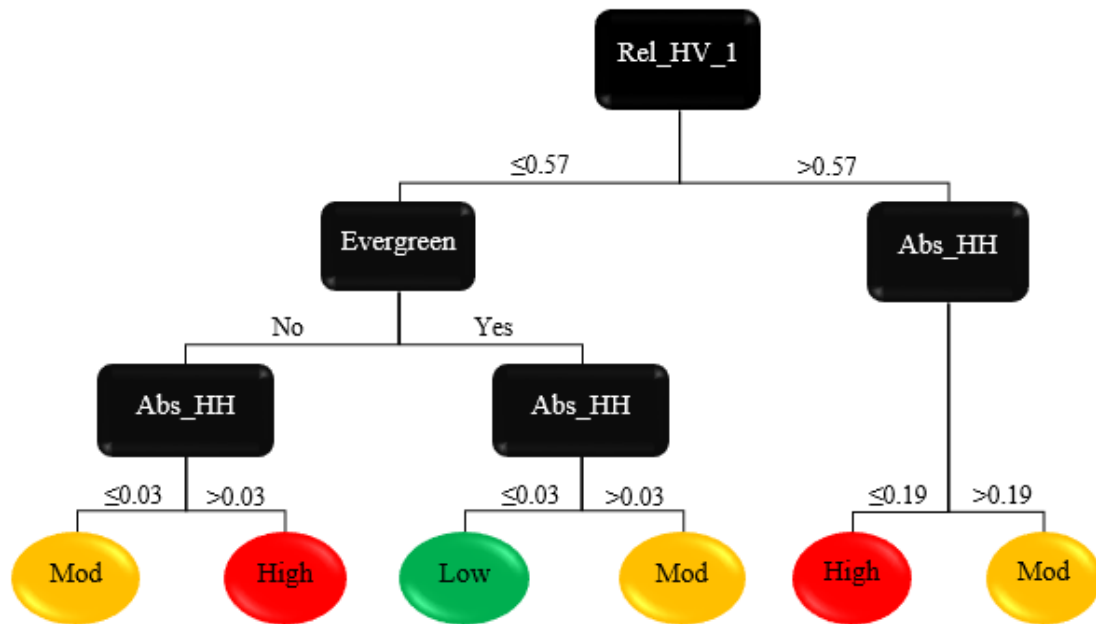 Rel_HV_1
≤0.57
>0.57
Evergreen
Abs_HH
No
Yes
Abs_HH
Abs_HH
≤0.03
>0.03
≤0.03
>0.03
≤0.19
>0.19
Mod
High
Low
Mod
High
Mod